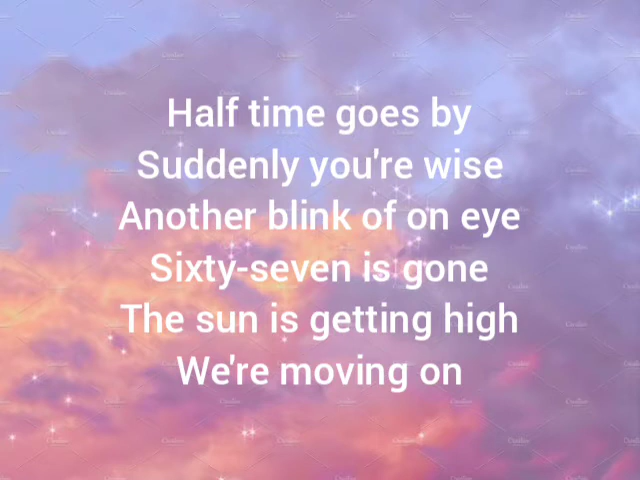 Half time goes by
Suddenly you're wise
Another blink of on eye
Sixty-seven is gone
The sun is getting high
We're moving on